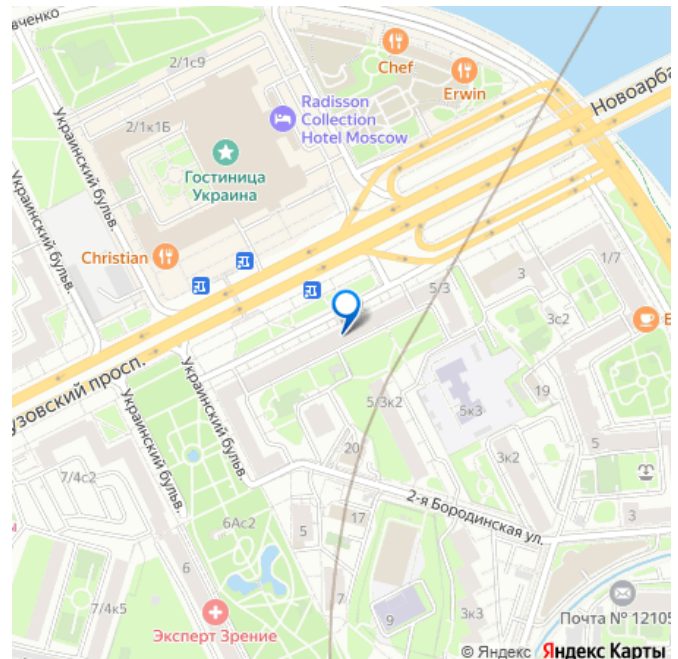 вченко
2/1с9
Chef
Erwin
Новоарба
Radisson
Collection
Hotel Moscow
Украинский бульв.
2/1к1Б
Гостиница
Украина
Украинский бульв.
Christian
узовский просп.
5/3
3
1/7
3с2
Е
Украинский бульв.
Украинский бульв.
5/3к2
5к3
19
7/4с2
20
3к2
5
2-я Бородинская ул.
6Ас2
5
17
3
6
7
7/4к5
9
3к3
Эксперт Зрение
Почта № 12105
© Яндекс Яндекс Карты